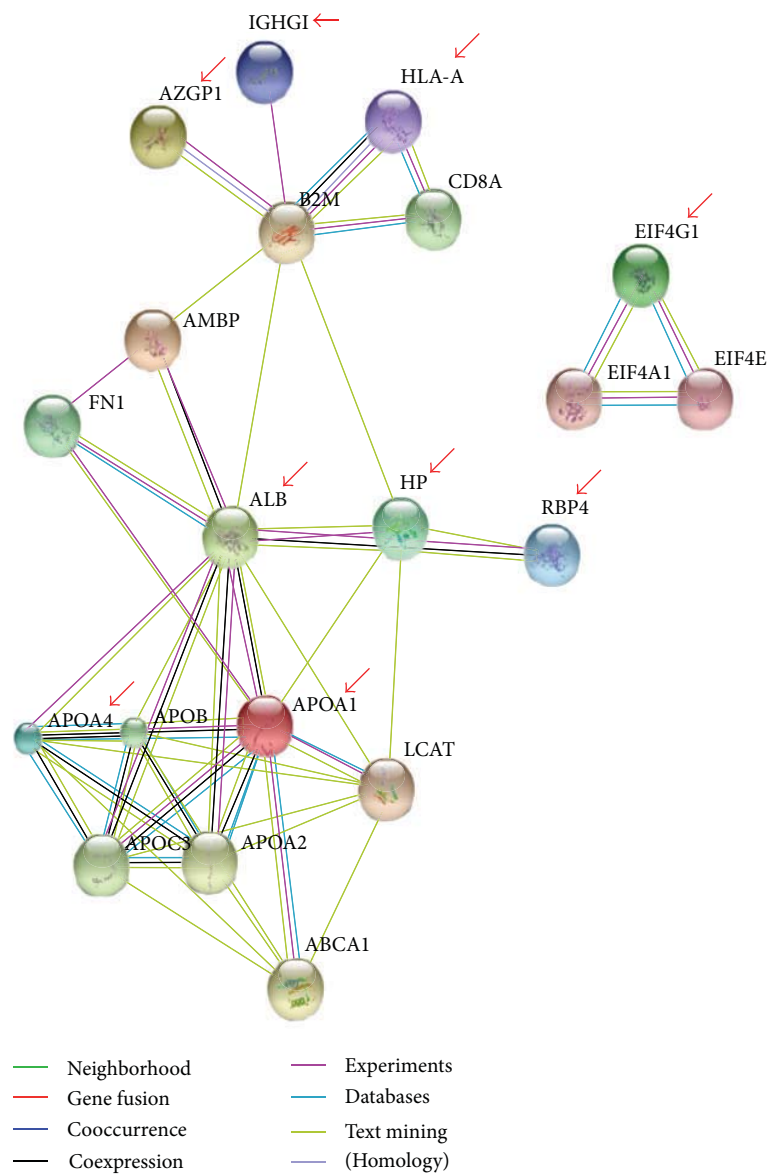 IGHGI
HLA-A
AZGP1
CD8A
B2M
EIF4G1
AMBP
EIF4A1
EIF4E
FN1
ALB
HP
RBP4
APOA4
APOB
APOA1
LCAT
APOC3
APOA2
ABCA1
Neighborhood
Gene fusion
Cooccurrence
Coexpression
Experiments
Databases
Text mining
(Homology)